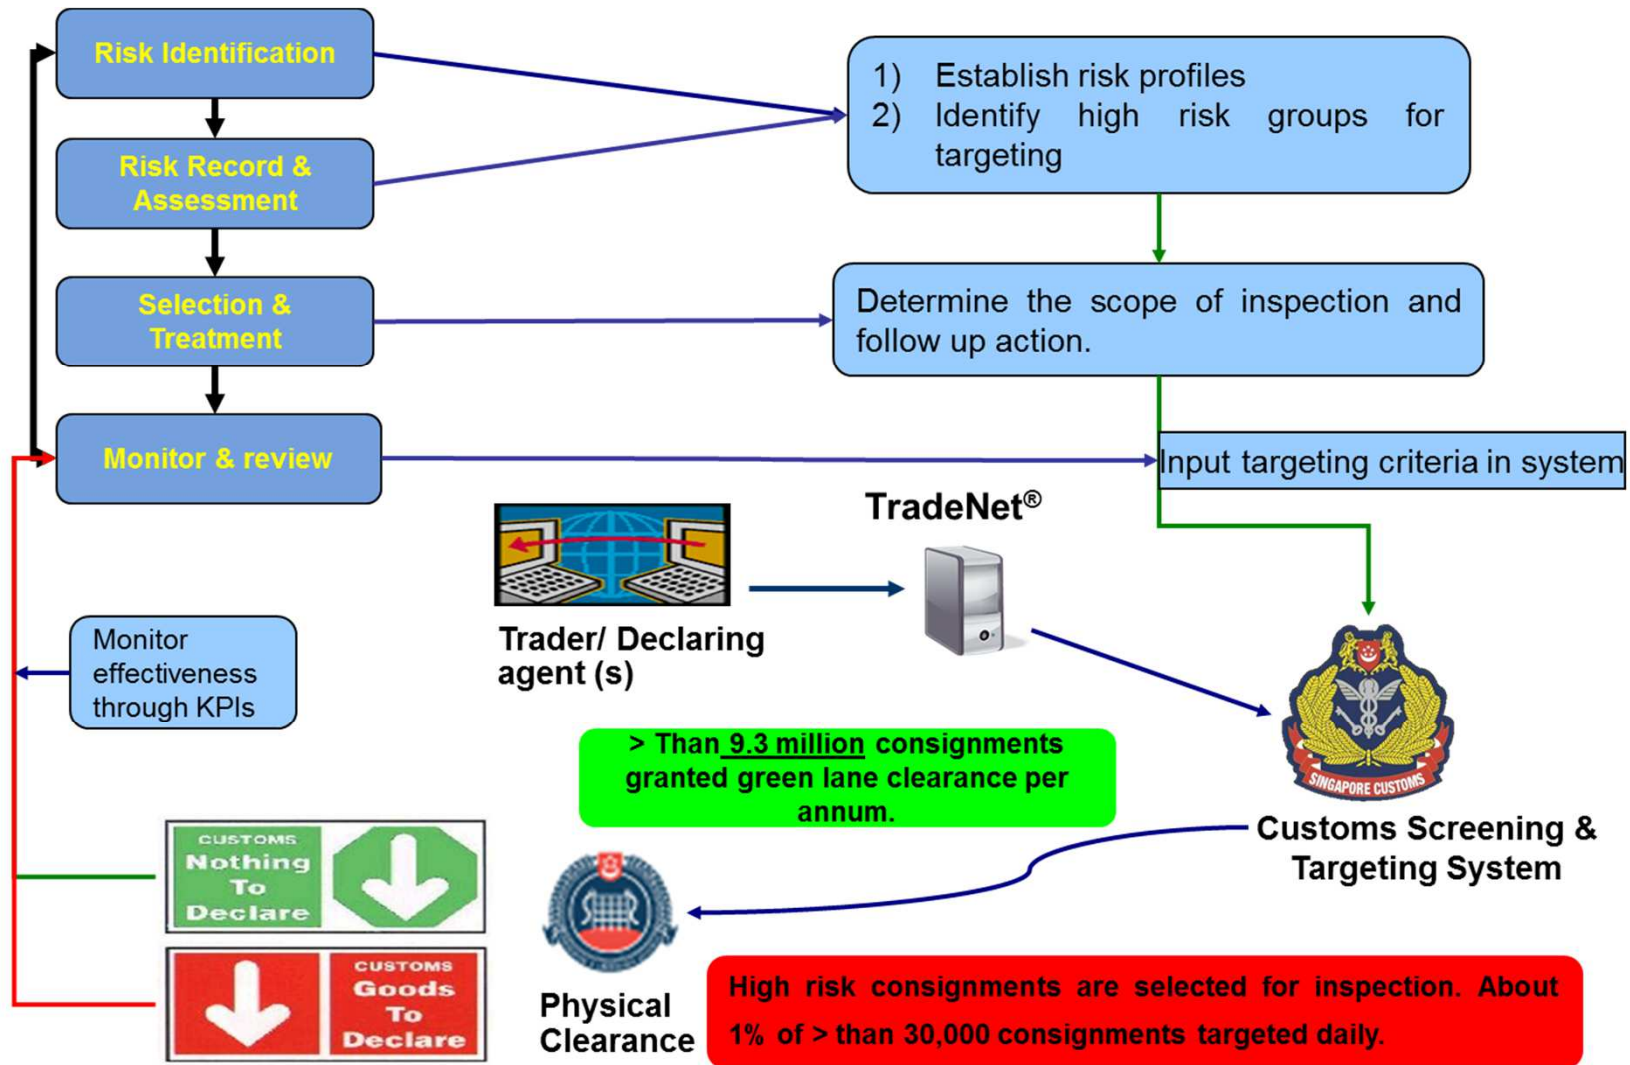 Risk Identification
1) Establish risk profiles
2) Identify high risk groups for
targeting
Risk Record &
Assessment
Selection &
Treatment
Determine the scope of inspection and
follow up action.
Monitor & review
Input targeting criteria in system
TradeNet®
Trader/ Declaring
agent (s)
Monitor
effectiveness
through KPIs
> Than 9.3 million consignments
granted green lane clearance per
annum.
SINGAPORE CUSTOMS
Customs Screening &
Targeting System
CUSTOMS
Nothing
To
Declare
CUSTOMS
Goods
To
Declare
Physical
Clearance
High risk consignments are selected for inspection. About
1% of > than 30,000 consignments targeted daily.